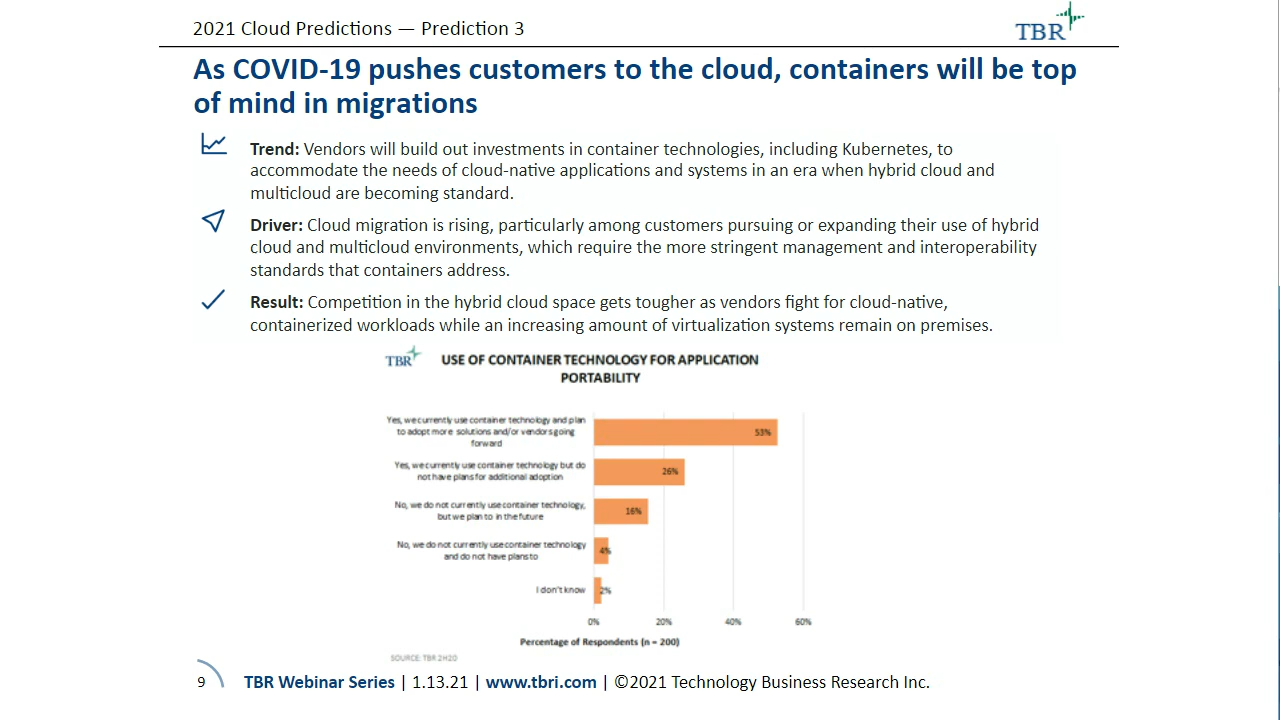 2021 Cloud Predictions — Prediction 3
TBR
As COVID-19 pushes customers to the cloud, containers will be top
of mind in migrations
Trend: Vendors will build out investments in container technologies, including Kubernetes, to
accommodate the needs of cloud-native applications and systems in an era when hybrid cloud and
multicloud are becoming standard.
Driver: Cloud migration is rising, particularly among customers pursuing or expanding their use of hybrid
cloud and multicloud environments, which require the more stringent management and interoperability
standards that containers address.
Result: Competition in the hybrid cloud space gets tougher as vendors fight for cloud-native,
containerized workloads while an increasing amount of virtualization systems remain on premises.
TBR
USE OF CONTAINER TECHNOLOGY FOR APPLICATION
PORTABILITY
Yes, we currently use container technology and plan
to adopt more solutions and/or vendors going
forward
53%
Yes, we currently use container technology but do
not have plans for additional adoption
26%
No, we do not currently use container technology,
but we plan to in the future
16%
No, we do not currently use container technology
and do not have plans to
4%
I don't know
2%
0% 20% 40% 60%
Percentage of Respondents (n = 200)
SOURCE: TBR 2H20
9 TBR Webinar Series | 1.13.21 | www.tbri.com | ©2021 Technology Business Research Inc.